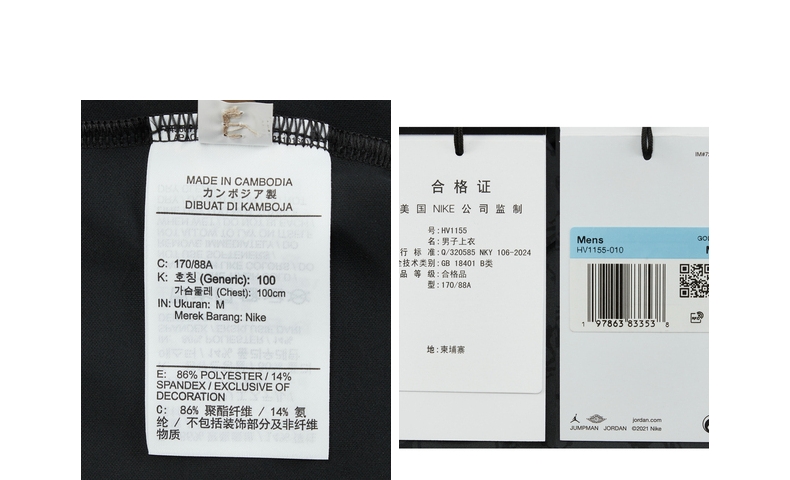 MADE IN CAMBODIA
カンボジア製
DIBUAT DI KAMBOJA
C: 170/88A
K: 호칭 (Generic): 100
가슴둘레 (Chest): 100cm
IN: Ukuran: M
Merek Barang: Nike
E: 86% POLYESTER / 14%
SPANDEX / EXCLUSIVE OF
DECORATION
C: 86% 聚酯纤维 / 14% 氨
纶 / 不包括装饰部分及非纤维
物质
合格证
美国 NIKE 公司监制
号: HV1155
名: 男子上衣
行 标 准: Q/320585 NKY 106-2024
技术类别: GB 18401 B类
品 等 级: 合格品
型: 170/88A
地: 柬埔寨
IM#7
Mens
HV1155-010
GO
M
1 97863 83353 8
RFID
JUMPMAN JORDAN
jordan.com
©2021 Nike